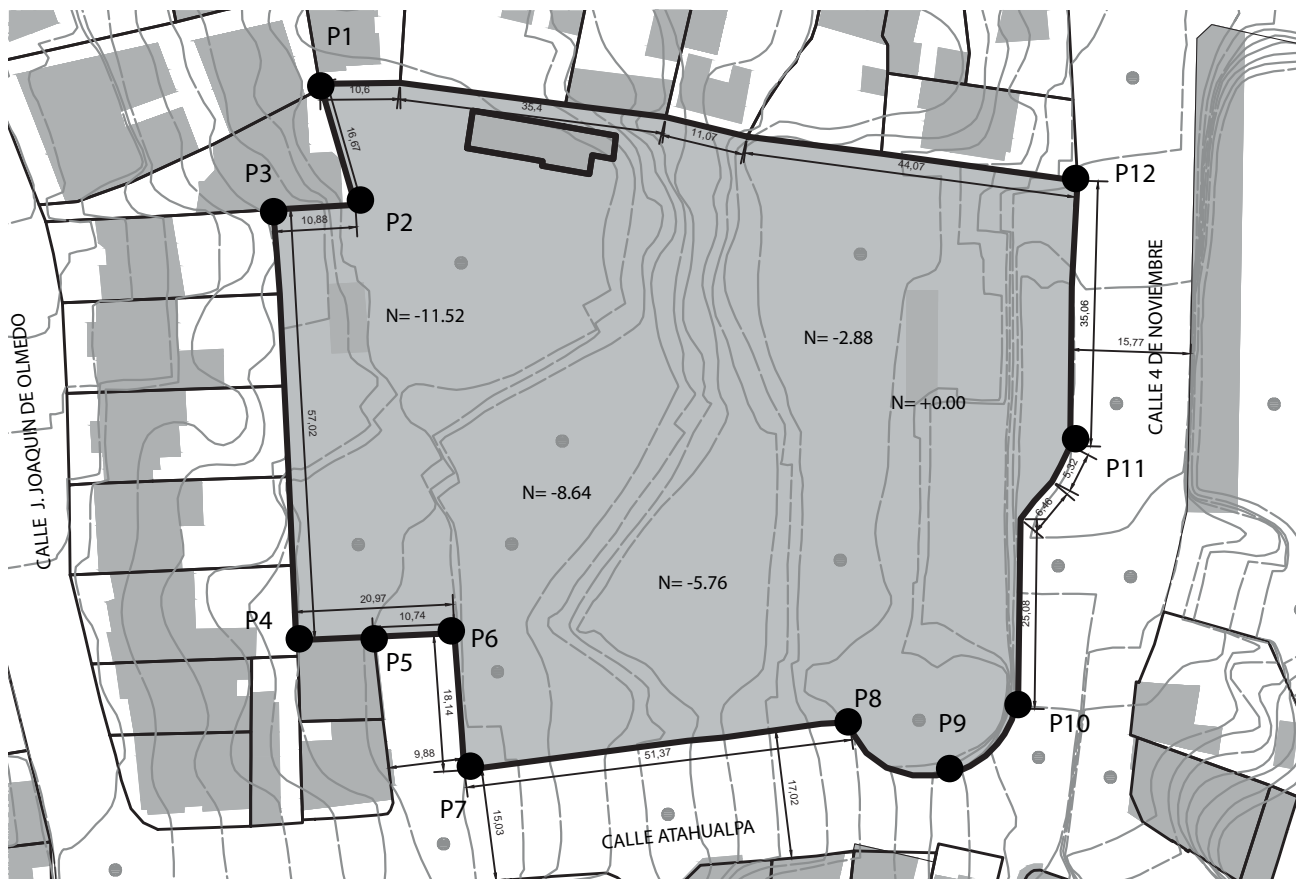 P1
10,6
35,4
11,07
44,07
P12
16,67
P3
10,88
P2
N= -11.52
N= -2.88
N= +0.00
35,06
15,77
CALLE 4 DE NOVIEMBRE
CALLE J. JOAQUIN DE OLMEDO
57,02
N= -8.64
P11
5,32
6,46
N= -5.76
25,08
20,97
10,74
P4
P5
P6
18,14
9,88
P7
51,37
P8
P9
P10
17,02
15,03
CALLE ATAHUALPA